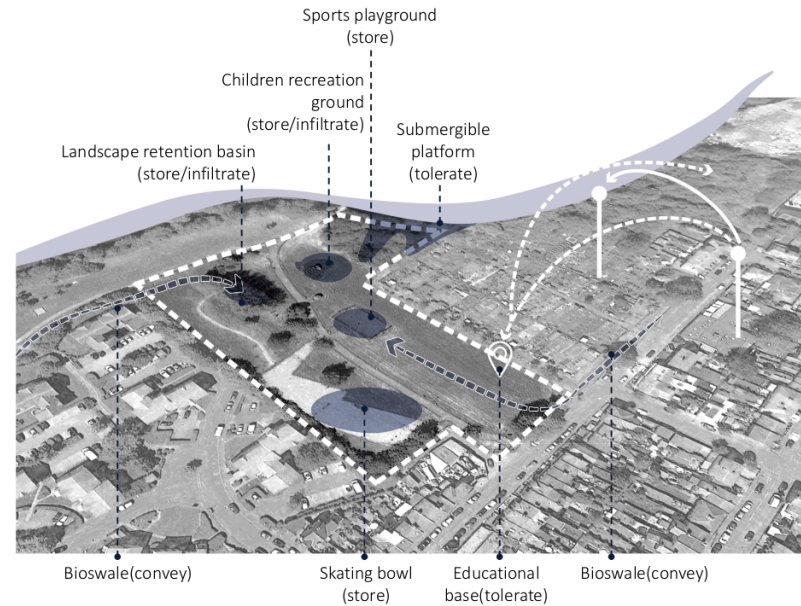 Sports playground
(store)
Children recreation
ground
(store/infiltrate)
Submergible
platform
(tolerate)
Landscape retention basin
(store/infiltrate)
Bioswale(convey)
Skating bowl
(store)
Educational
base(tolerate)
Bioswale(convey)